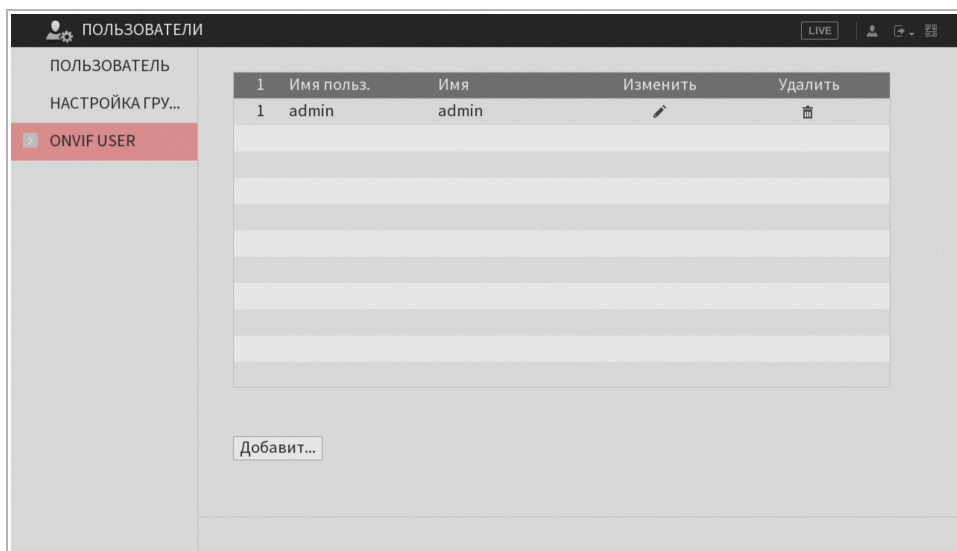 ПОЛЬЗОВАТЕЛИ LIVE
ПОЛЬЗОВАТЕЛЬ
НАСТРОЙКА ГРУ...
ONVIF USER
1 Имя польз. Имя Изменить Удалить
1 admin admin
Добавит...